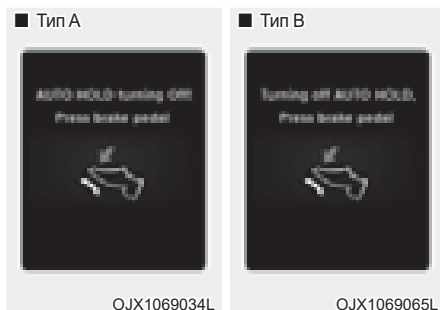 ■ Тип A
AUTO HOLD turning Off!
Press brake pedal
OJX1069034L
■ Тип B
Turning off AUTO HOLD.
Press brake pedal
OJX1069065L